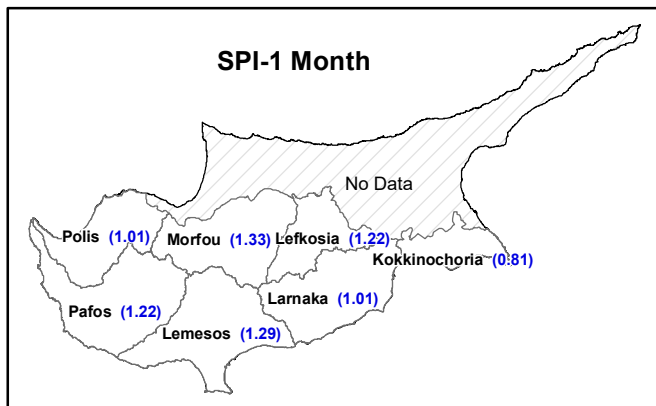 SPI-1 Month
No Data
Polis (1.01)
Morfou (1.33)
Lefkosia (1.22)
Kokkinochoria (0.81)
Pafos (1.22)
Larnaka (1.01)
Lemesos (1.29)